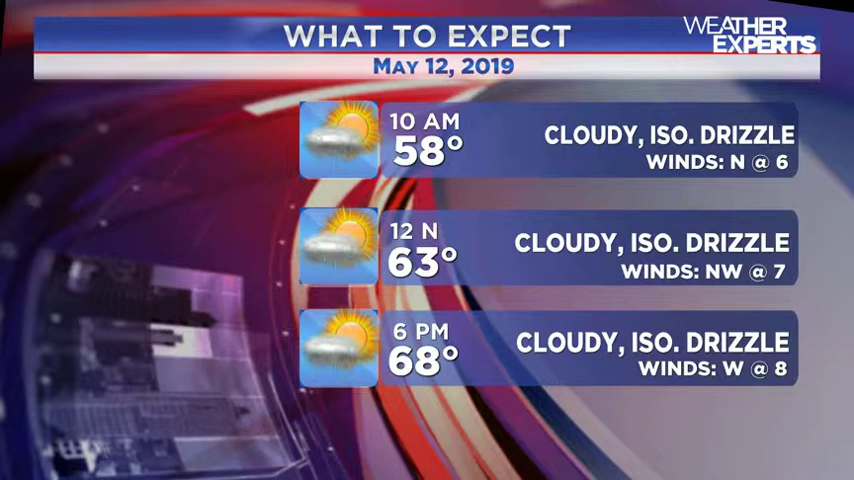 WHAT TO EXPECT
WEATHER
EXPERTS
MAY 12, 2019
10 AM
58°
CLOUDY, ISO. DRIZZLE
WINDS: N @ 6
12 N
63°
CLOUDY, ISO. DRIZZLE
WINDS: NW @ 7
6 PM
68°
CLOUDY, ISO. DRIZZLE
WINDS: W @ 8